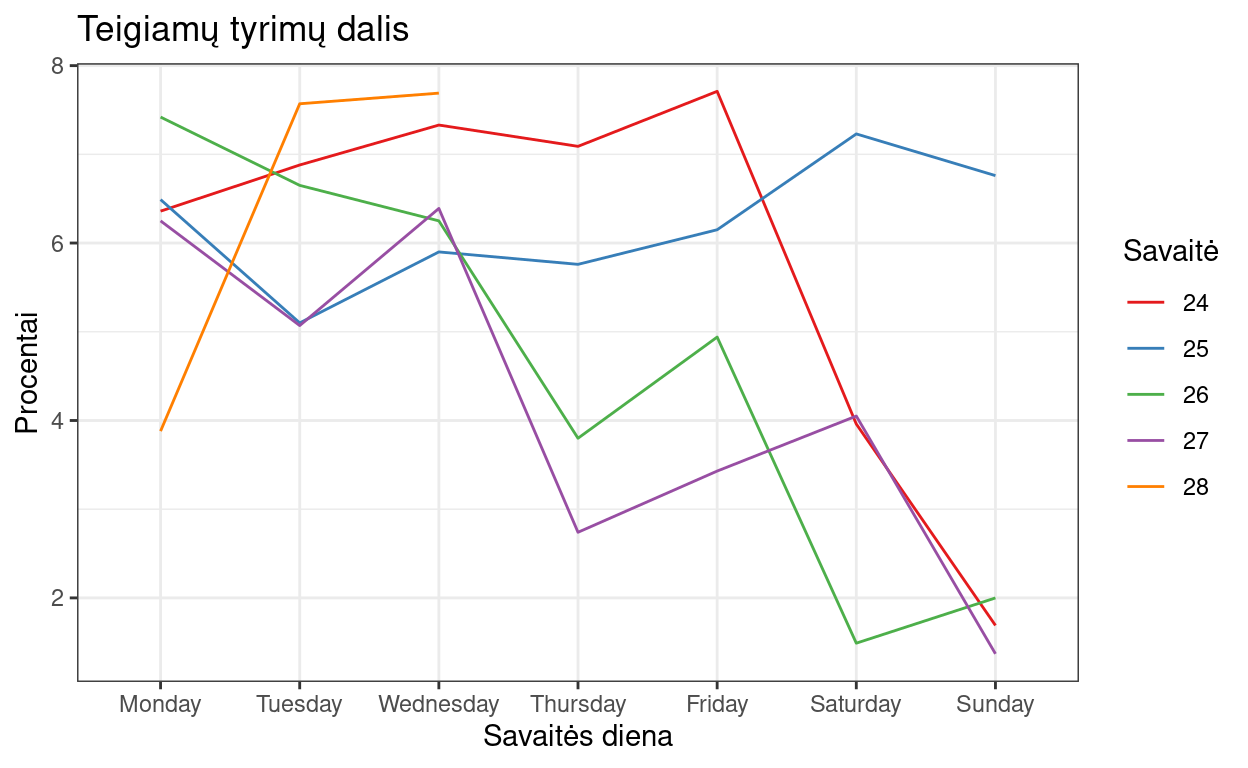 Teigiamų tyrimų dalis
8
6
4
2
Procentai
Monday Tuesday Wednesday Thursday Friday Saturday Sunday
Savaitės diena
Savaitė
24
25
26
27
28